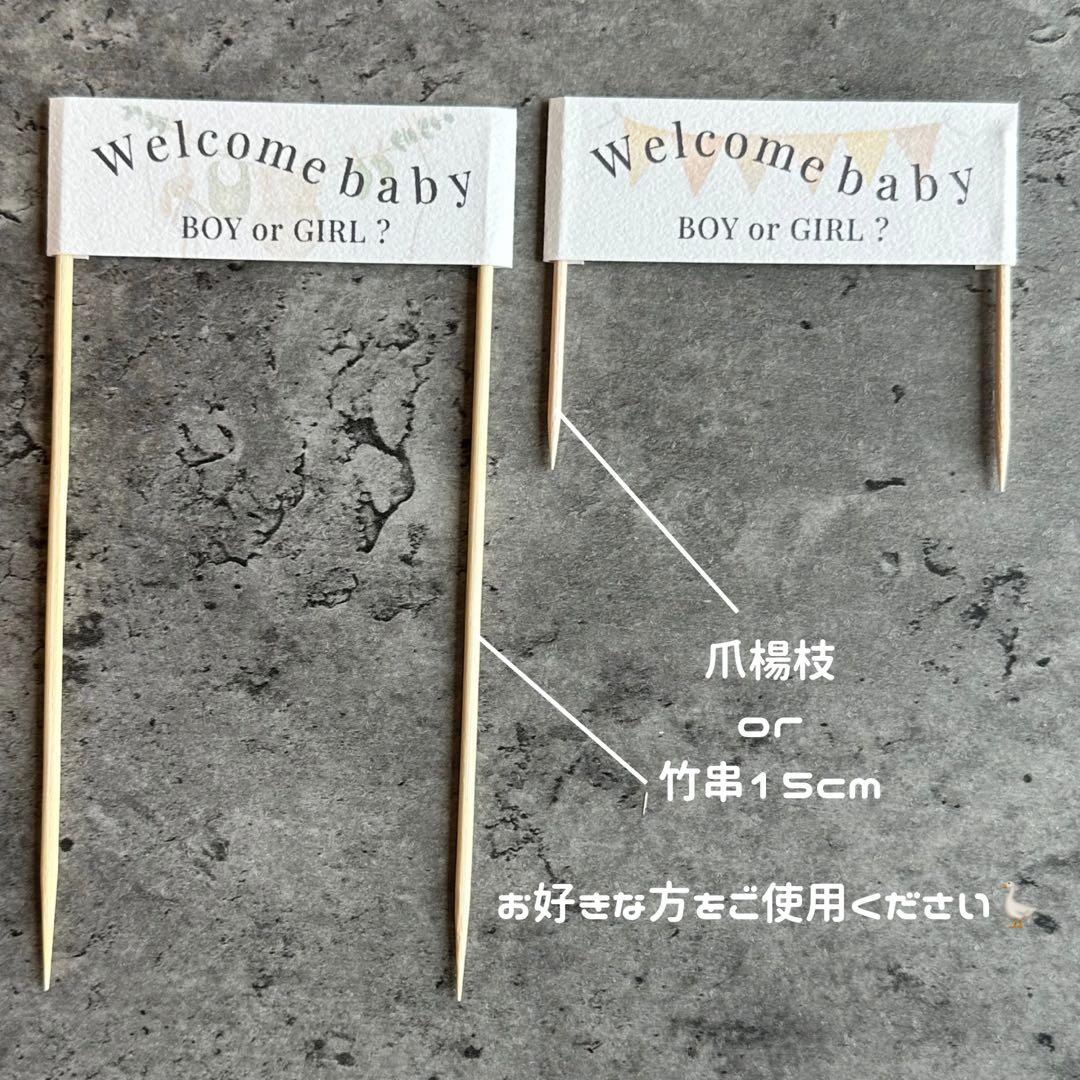 Welcome baby
BOY or GIRL ?
Welcome baby
BOY or GIRL ?
爪楊枝
or
竹串15cm
お好きな方をご使用ください🪿